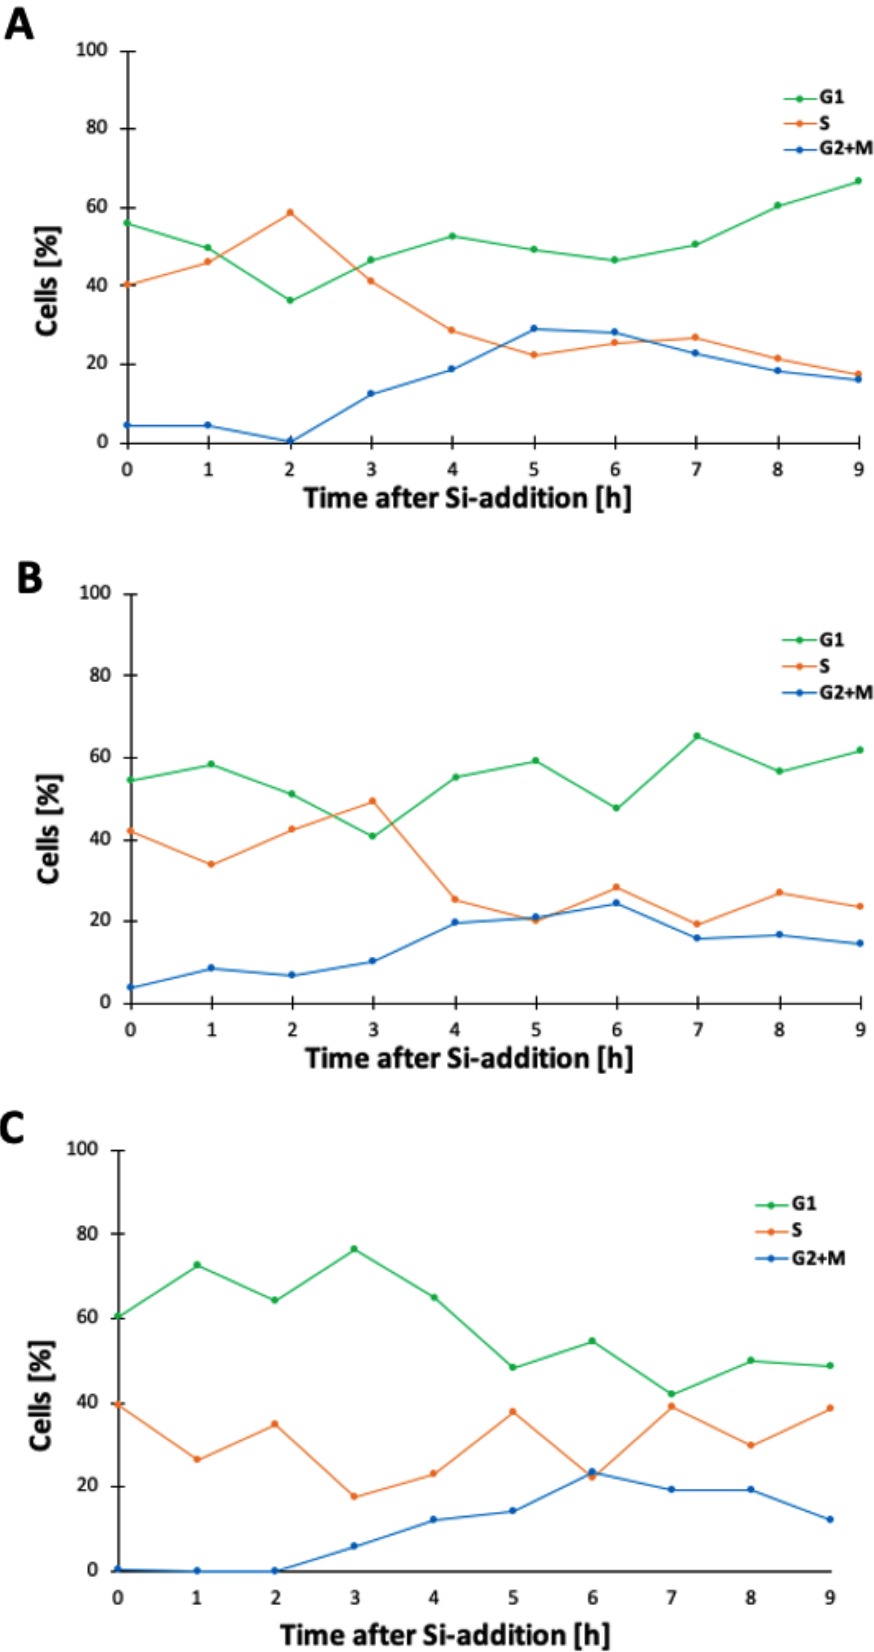 A
100
80
60
40
20
0
Cells [%]
G1
S
G2+M
0 1 2 3 4 5 6 7 8 9
Time after Si-addition [h]
B
100
80
60
40
20
0
Cells [%]
G1
S
G2+M
0 1 2 3 4 5 6 7 8 9
Time after Si-addition [h]
C
100
80
60
40
20
0
Cells [%]
G1
S
G2+M
0 1 2 3 4 5 6 7 8 9
Time after Si-addition [h]